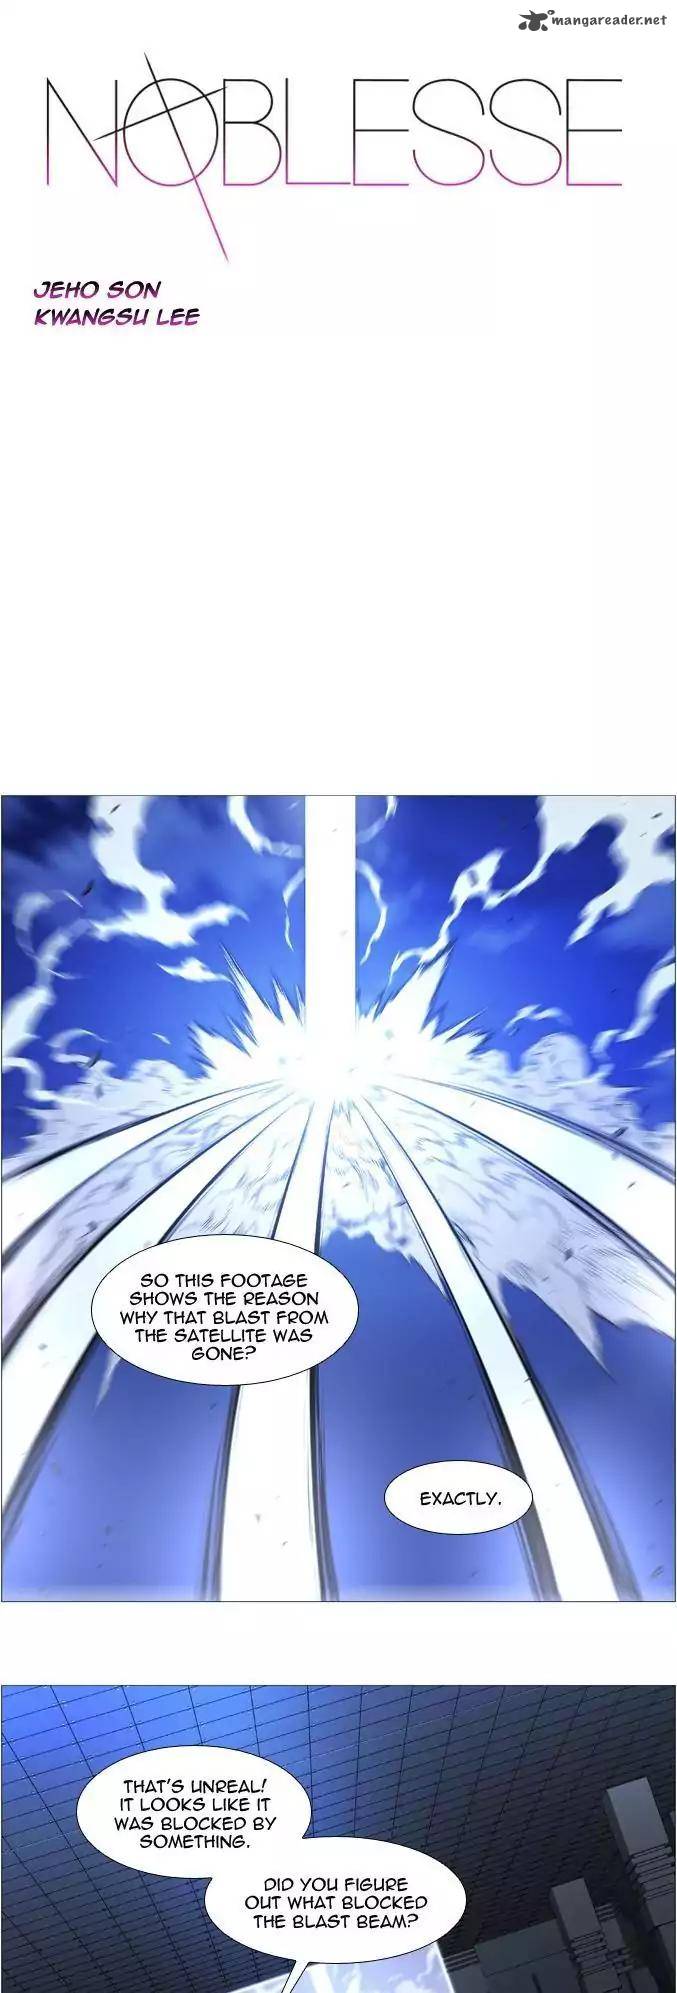 mangareader.net
NOBLESSE
JEHO SON
KWANGSU LEE
SO THIS FOOTAGE
SHOWS THE REASON
WHY THAT BLAST FROM
THE SATELLITE WAS
GONE?
EXACTLY.
THAT'S UNREAL!
IT LOOKS LIKE IT
WAS BLOCKED BY
SOMETHING.
DID YOU FIGURE
OUT WHAT BLOCKED
THE BLAST BEAM?